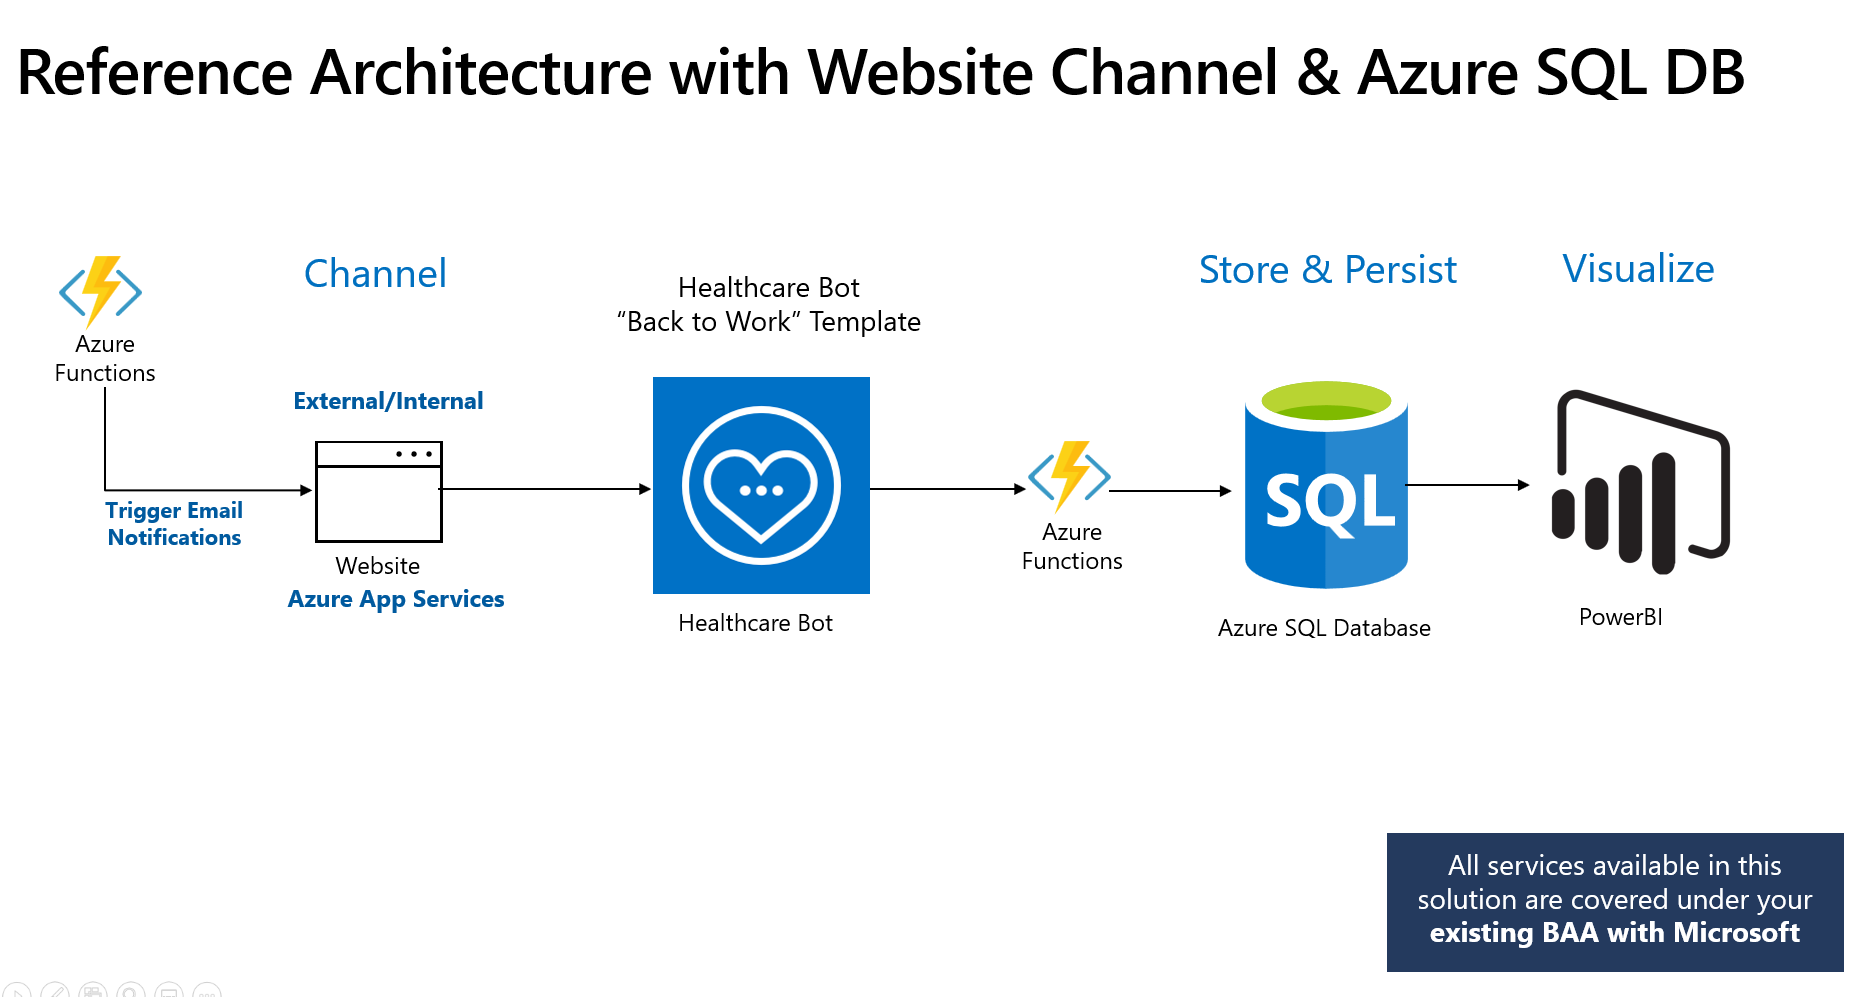 Reference Architecture with Website Channel & Azure SQL DB
Azure
Functions
Trigger Email
Notifications
Channel
External/Internal
Website
Azure App Services
Healthcare Bot
“Back to Work” Template
Healthcare Bot
Azure
Functions
Store & Persist
SQL
Azure SQL Database
Visualize
PowerBI
All services available in this
solution are covered under your
existing BAA with Microsoft